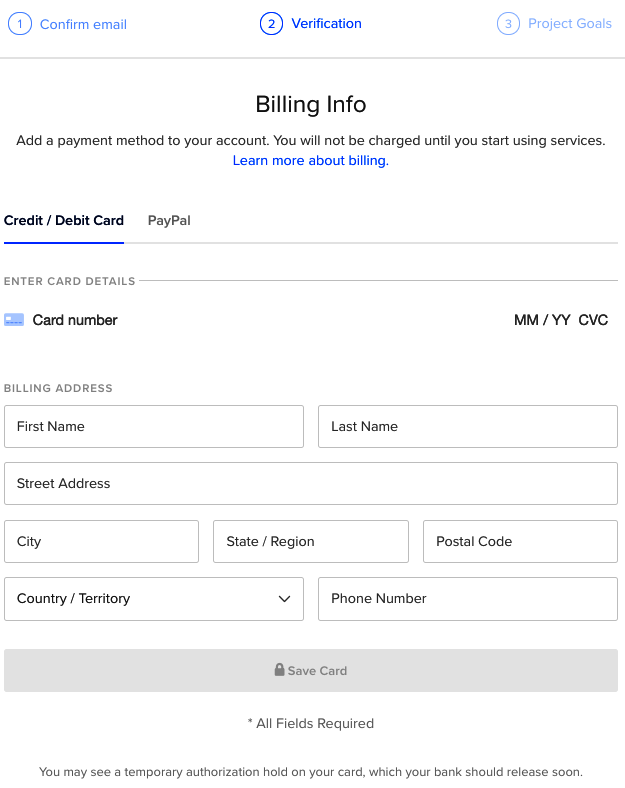 1 Confirm email 2 Verification 3 Project Goals
Billing Info
Add a payment method to your account. You will not be charged until you start using services.
Learn more about billing.
Credit / Debit Card PayPal
ENTER CARD DETAILS
Card number MM / YY CVC
BILLING ADDRESS
First Name Last Name
Street Address
City State / Region Postal Code
Country / Territory Phone Number
Save Card
* All Fields Required
You may see a temporary authorization hold on your card, which your bank should release soon.